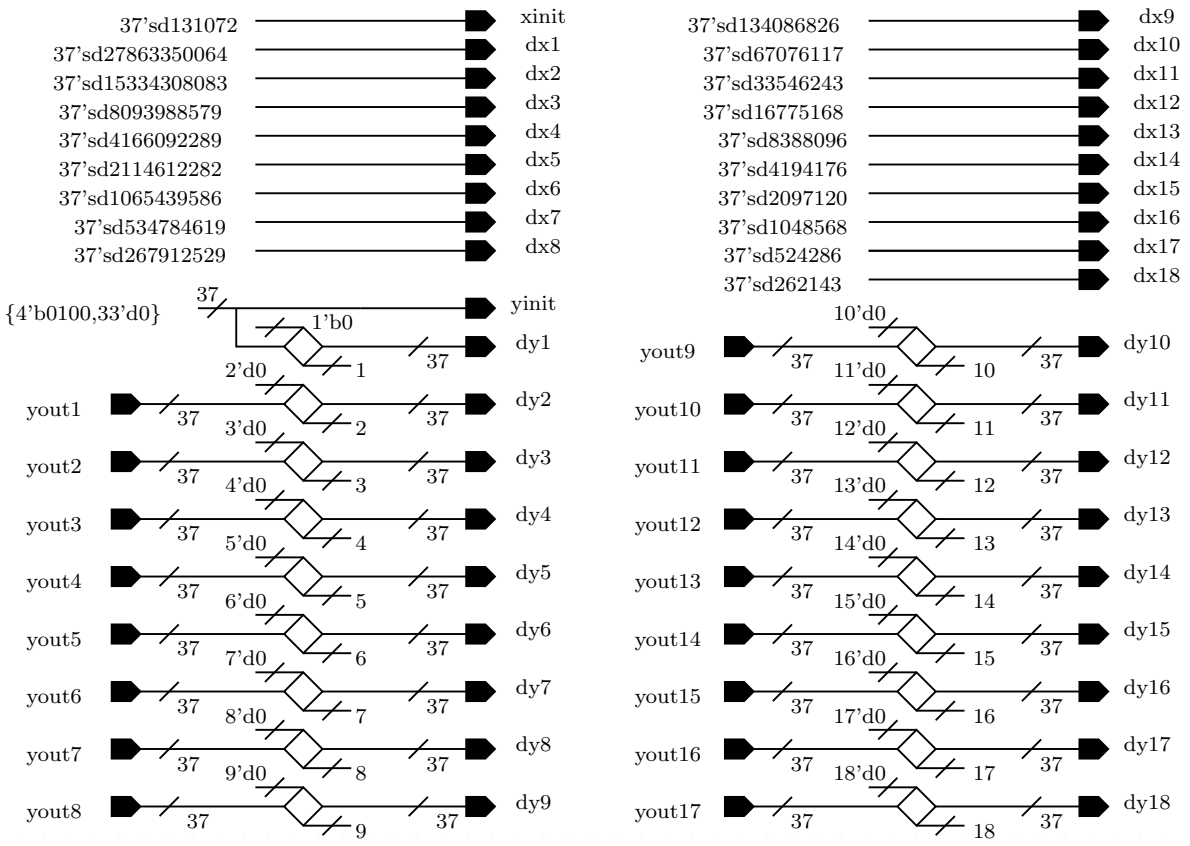 37'sd131072 xinit
37'sd27863350064 dx1
37'sd15334308083 dx2
37'sd8093988579 dx3
37'sd4166092289 dx4
37'sd2114612282 dx5
37'sd1065439586 dx6
37'sd534784619 dx7
37'sd267912529 dx8
37'sd134086826 dx9
37'sd67076117 dx10
37'sd33546243 dx11
37'sd16775168 dx12
37'sd8388096 dx13
37'sd4194176 dx14
37'sd2097120 dx15
37'sd1048568 dx16
37'sd524286 dx17
37'sd262143 dx18
{4'b0100,33'd0} 37 yinit
1'b0 1 37 dy1
yout1 37 2'd0 2 37 dy2
yout2 37 3'd0 3 37 dy3
yout3 37 4'd0 4 37 dy4
yout4 37 5'd0 5 37 dy5
yout5 37 6'd0 6 37 dy6
yout6 37 7'd0 7 37 dy7
yout7 37 8'd0 8 37 dy8
yout8 37 9'd0 9 37 dy9
yout9 37 10'd0 10 37 dy10
yout10 37 11'd0 11 37 dy11
yout11 37 12'd0 12 37 dy12
yout12 37 13'd0 13 37 dy13
yout13 37 14'd0 14 37 dy14
yout14 37 15'd0 15 37 dy15
yout15 37 16'd0 16 37 dy16
yout16 37 17'd0 17 37 dy17
yout17 37 18'd0 18 37 dy18